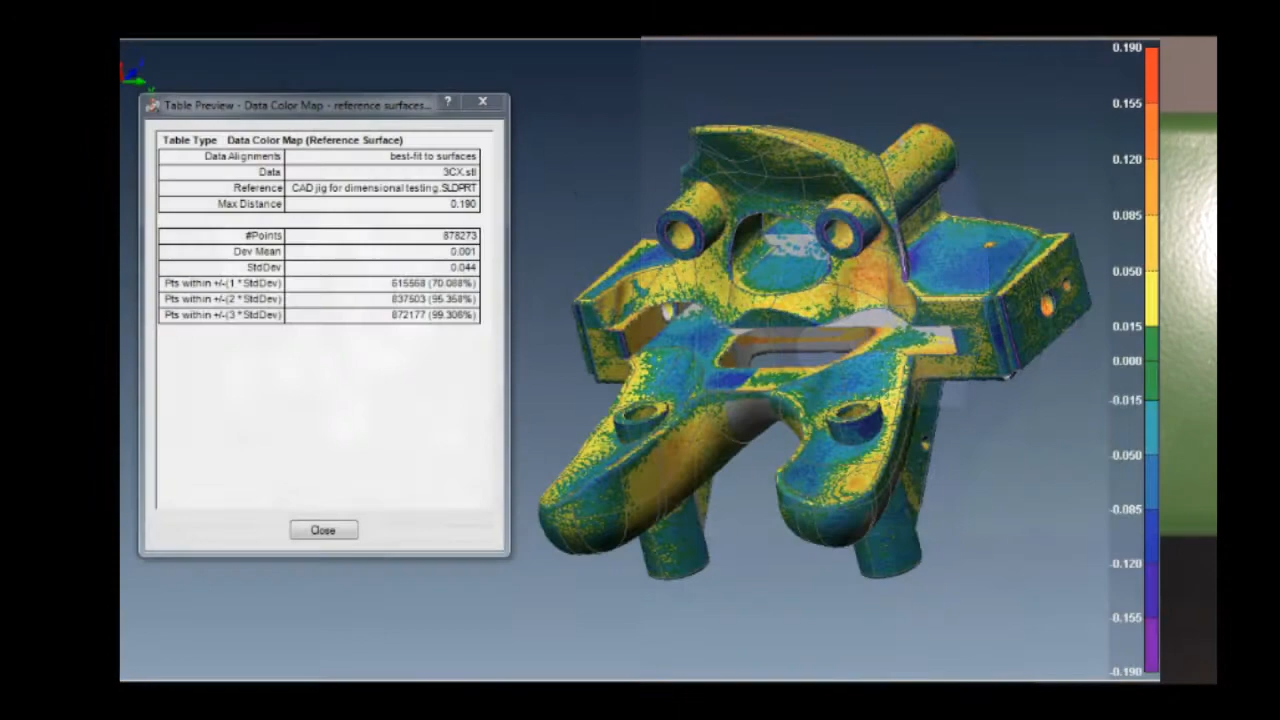 Table Preview - Data Color Map - reference surfaces... ? X
Table Type Data Color Map (Reference Surface)
Data Alignments best-fit to surfaces
Data 3CX.stl
Reference CAD jig for dimensional testing.SLDPRT
Max Distance 0.190
#Points 878273
Dev Mean 0.001
StdDev 0.044
Pts within +/-(1 * StdDev) 615568 (70.088%)
Pts within +/-(2 * StdDev) 837503 (95.358%)
Pts within +/-(3 * StdDev) 872177 (99.306%)
Close
0.190
0.155
0.120
0.085
0.050
0.015
0.000
-0.015
-0.050
-0.085
-0.120
-0.155
-0.190